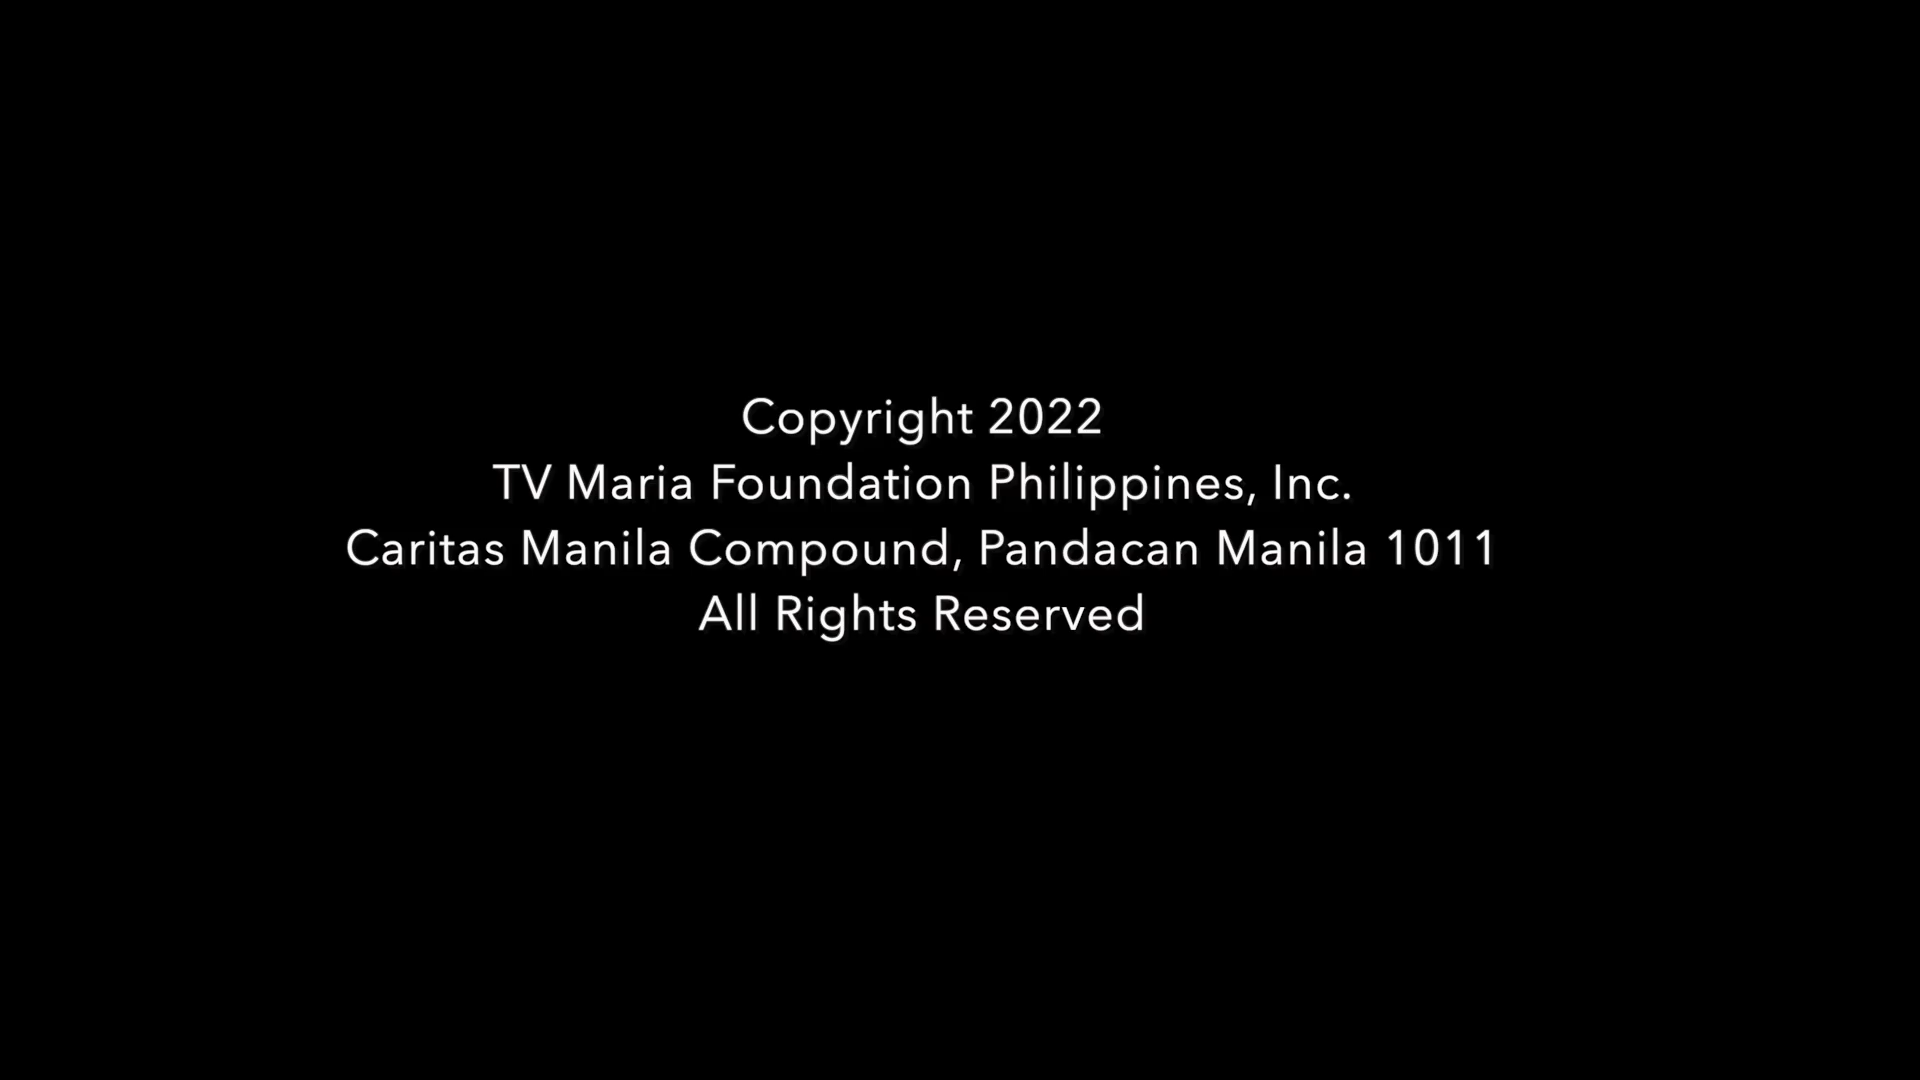 Copyright 2022
TV Maria Foundation Philippines, Inc.
Caritas Manila Compound, Pandacan Manila 1011
All Rights Reserved